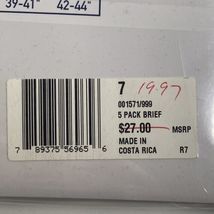 39-41" 42-44"
7 19.97
001571/999
5 PACK BRIEF
$27.00 MSRP
MADE IN
COSTA RICA R7
7 89375 56965 6